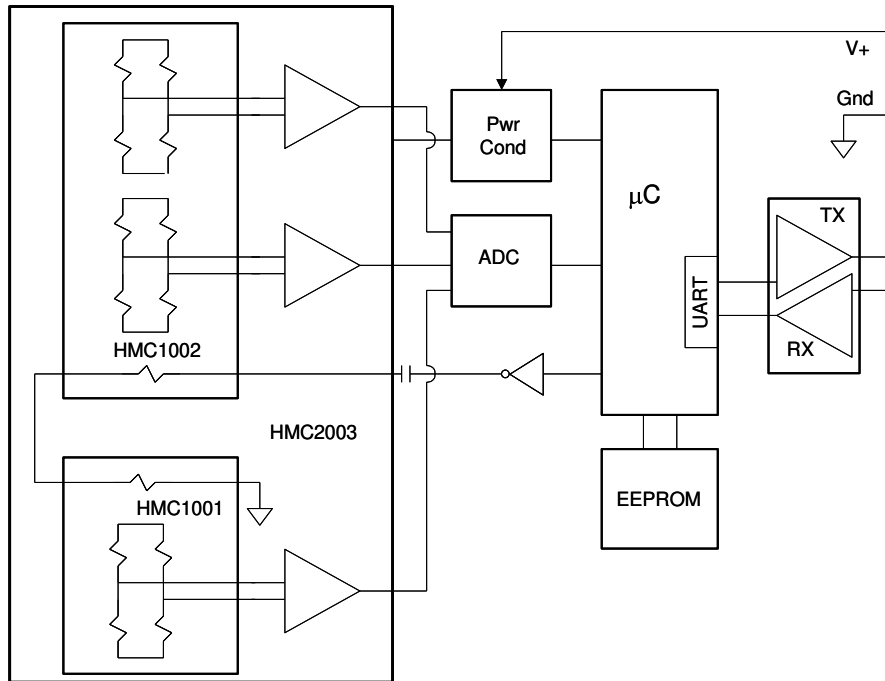 V+
Gnd
Pwr
Cond
μC
TX
ADC
UART
HMC1002
RX
HMC2003
EEPROM
HMC1001